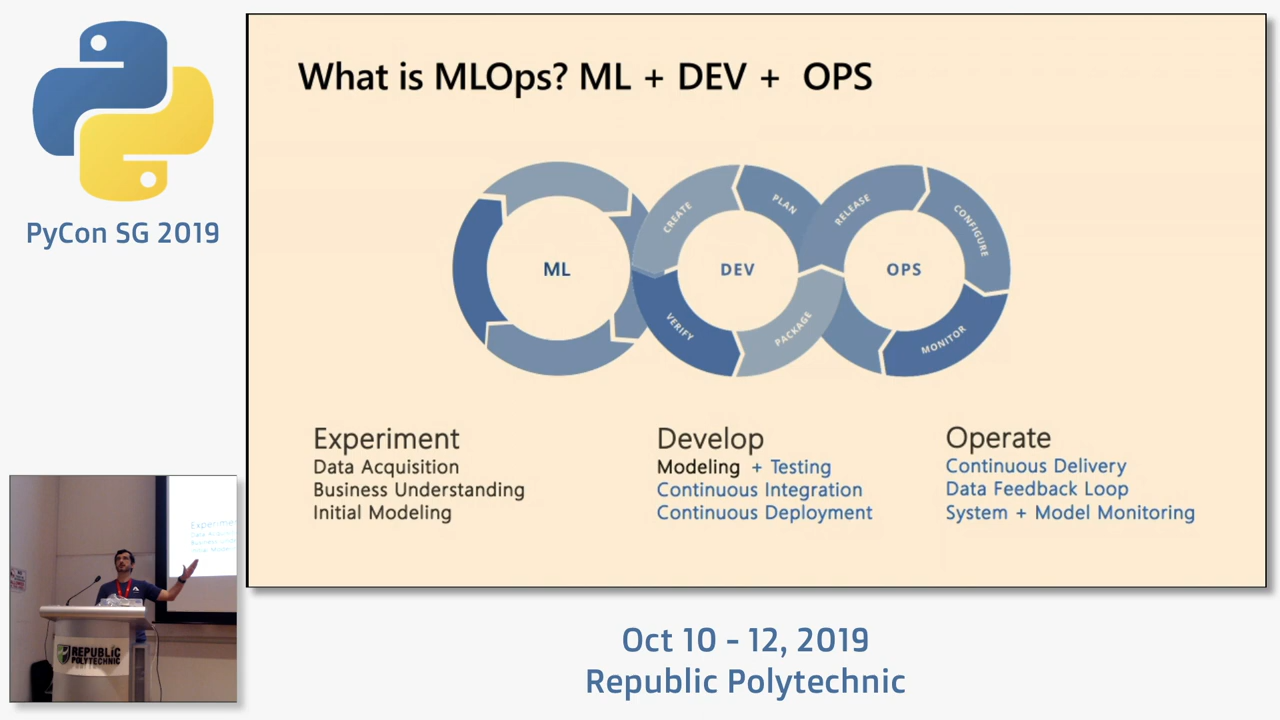 PyCon SG 2019
What is MLOps? ML + DEV + OPS
ML
DEV
OPS
CREATE
PLAN
VERIFY
PACKAGE
RELEASE
CONFIGURE
MONITOR
Experiment
Data Acquisition
Business Understanding
Initial Modeling
Develop
Modeling + Testing
Continuous Integration
Continuous Deployment
Operate
Continuous Delivery
Data Feedback Loop
System + Model Monitoring
REPUBLIC
POLYTECHNIC
Oct 10 - 12, 2019
Republic Polytechnic